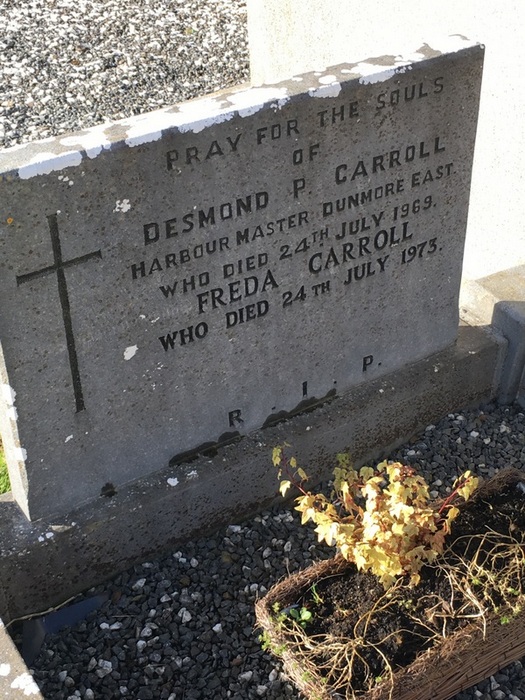 PRAY FOR THE SOULS
OF
DESMOND P. CARROLL
HARBOUR MASTER DUNMORE EAST
WHO DIED 24TH JULY 1969.
FREDA CARROLL
WHO DIED 24TH JULY 1973.
R. I. P.